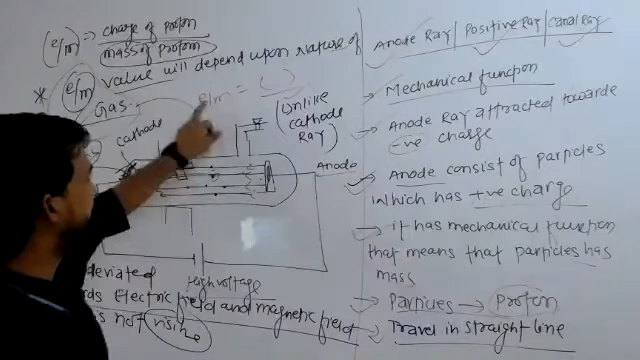 (e/m) => charge of proton
mass of proton
* (e/m) value will depend upon nature of
Gas.
e/m = ( )
(Unlike
cathode
Ray)
cathode
Anode
High voltage
deviated
Electric field and magnetic field
is not visible
Anode Ray / Positive Ray / Canal Ray
Mechanical function
Anode Ray attracted towards
-ve charge
Anode consist of particles
which has +ve charge
it has mechanical function
that means that particles has
mass
Particles → Proton
Travel in straight line